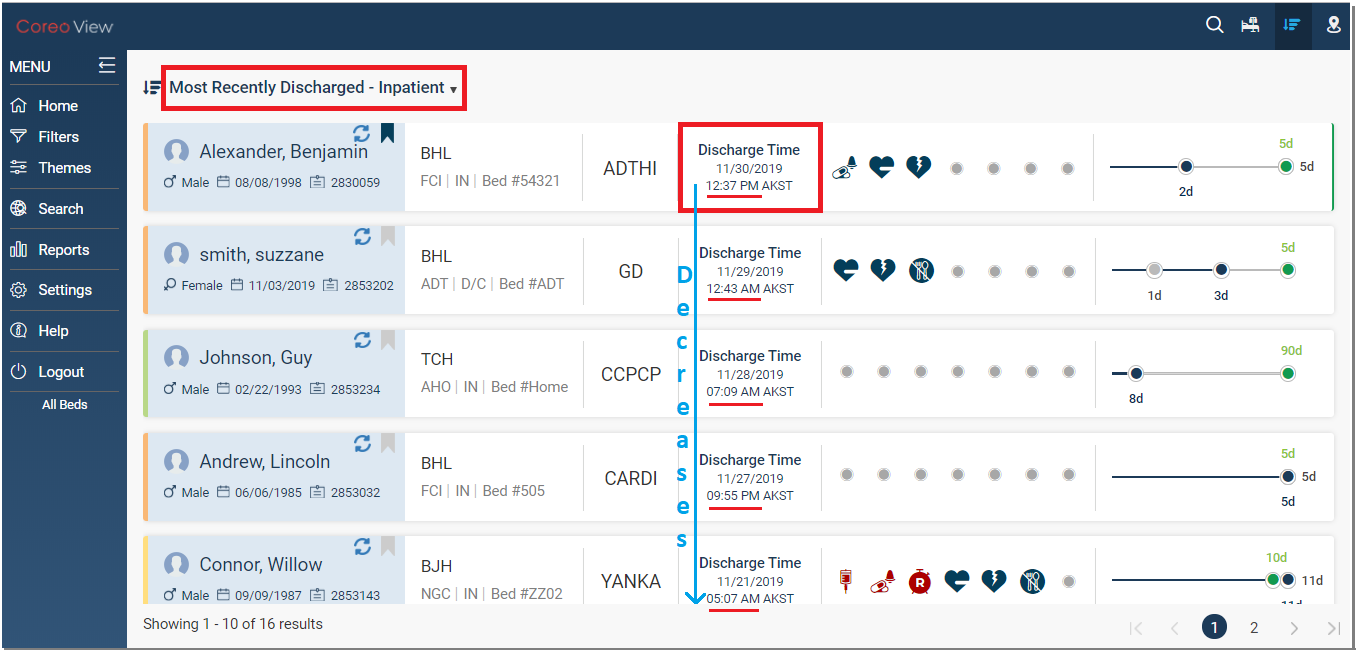 Coreo View
MENU
Home
Filters
Themes
Search
Reports
Settings
Help
Logout
All Beds
Most Recently Discharged - Inpatient
Alexander, Benjamin
Male 08/08/1998 2830059
BHL
FCI | IN | Bed #54321
ADTHI
Discharge Time
11/30/2019
12:37 PM AKST
5d
5d
2d
smith, suzzane
Female 11/03/2019 2853202
BHL
ADT | D/C | Bed #ADT
GD
Discharge Time
11/29/2019
12:43 AM AKST
5d
1d
3d
Johnson, Guy
Male 02/22/1993 2853234
TCH
AHO | IN | Bed #Home
CCPCP
Discharge Time
11/28/2019
07:09 AM AKST
90d
8d
Andrew, Lincoln
Male 06/06/1985 2853032
BHL
FCI | IN | Bed #505
CARDI
Discharge Time
11/27/2019
09:55 PM AKST
5d
5d
5d
Connor, Willow
Male 09/09/1987 2853143
BJH
NGC | IN | Bed #ZZ02
YANKA
Discharge Time
11/21/2019
05:07 AM AKST
R
10d
11d
11d
Decreases
Showing 1 - 10 of 16 results
1
2